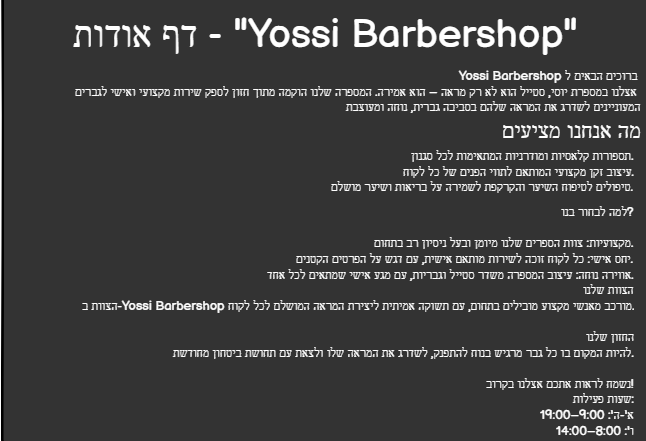 דף אודות - "Yossi Barbershop"
ברוכים הבאים ל Yossi Barbershop
אצלנו במספרת יוסי, סטייל הוא לא רק מראה – הוא אמירה. המספרה שלנו הוקמה מתוך חזון לספק שירות מקצועי ואישי לגברים
המעוניינים לשדרג את המראה שלהם בסביבה גברית, נוחה ומעוצבת
מה אנחנו מציעים
תספורות קלאסיות ומודרניות המתאימות לכל סגנון.
עיצוב זקן מקצועי המותאם לתווי הפנים של כל לקוח.
טיפולים לטיפוח השיער והקרקפת לשמירה על בריאות ושיער מושלם.
למה לבחור בנו?
מקצועיות: צוות הספרים שלנו מיומן ובעל ניסיון רב בתחום.
יחס אישי: כל לקוח זוכה לשירות מותאם אישית, עם דגש על הפרטים הקטנים.
אווירה נוחה: עיצוב המספרה משדר סטייל וגבריות, עם מגע אישי שמתאים לכל אחד.
הצוות שלנו
הצוות ב-Yossi Barbershop מורכב מאנשי מקצוע מובילים בתחום, עם תשוקה אמיתית ליצירת המראה המושלם לכל לקוח.
החזון שלנו
להיות המקום בו כל גבר מרגיש בנוח להתפנק, לשדרג את המראה שלו ולצאת עם תחושת ביטחון מחודשת.
נשמח לראות אתכם אצלנו בקרוב!
שעות פעילות:
א'-ה': 9:00–19:00
ו': 8:00–14:00